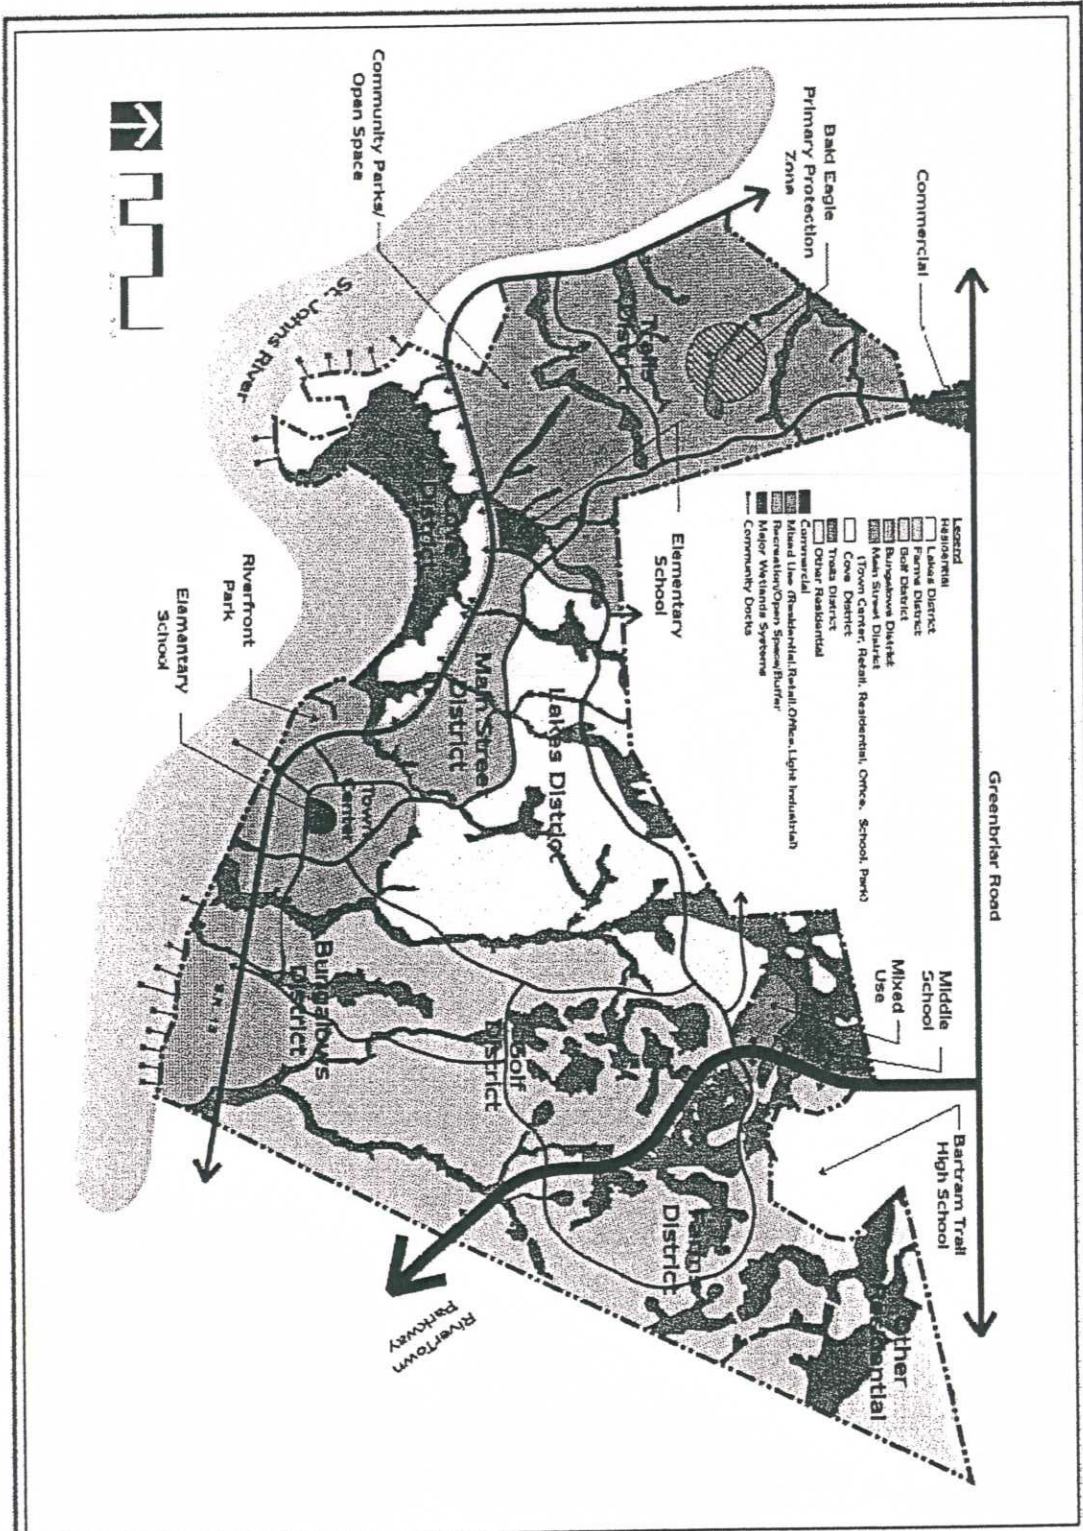 Greenbriar Road
Commercial
Bald Eagle
Primary Protection
Zone
Community Parks/
Open Space
Trails
District
Elementary
School
Legend
Residential
Lakes District
Farms District
Golf District
Bungalows District
Main Street District
(Town Center, Retail, Residential, Office, School, Park)
Cove District
Trails District
Other Residential
Commercial
Mixed Use (Residential, Retail, Office, Light Industrial)
Recreation/Open Space/Buffer
Major Wetlands Systems
Community Docks
Middle
School
Mixed
Use
Bartram Trail
High School
St. Johns River
Cove
District
Main Street
District
Lakes District
Riverfront
Park
Elementary
School
Town
Center
Bungalows
District
S.R. 13
Golf
District
Farms
District
Other
Residential
RiverTown
Parkway